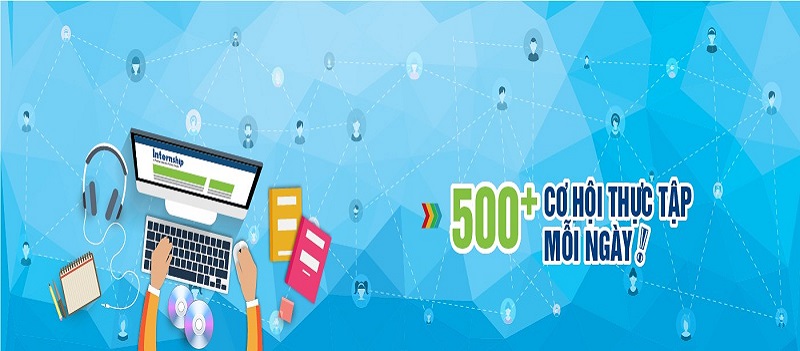 Internship
500+ CƠ HỘI THỰC TẬP
MỖI NGÀY!